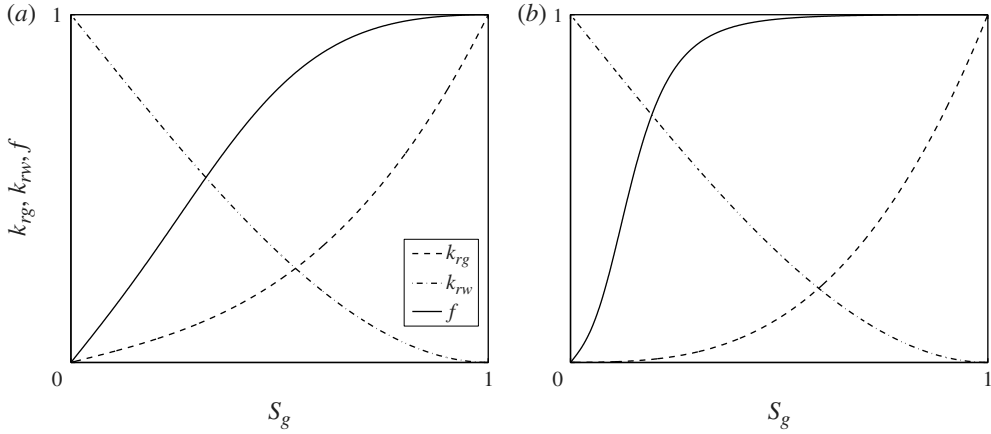 (a)
(b)
1
1
k_rg, k_rw, f
k_rg
k_rw
f
0
1
0
1
S_g
S_g